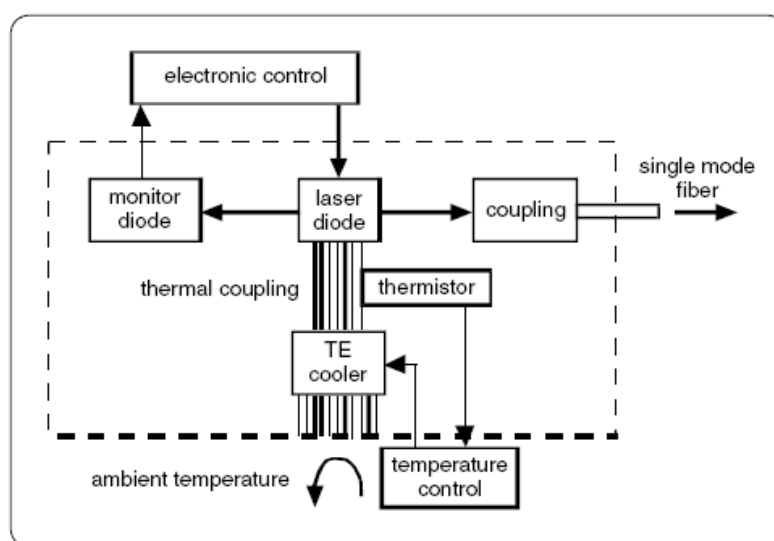 electronic control
monitor
diode
laser
diode
coupling
single mode
fiber
thermal coupling
thermistor
TE
cooler
ambient temperature
temperature
control